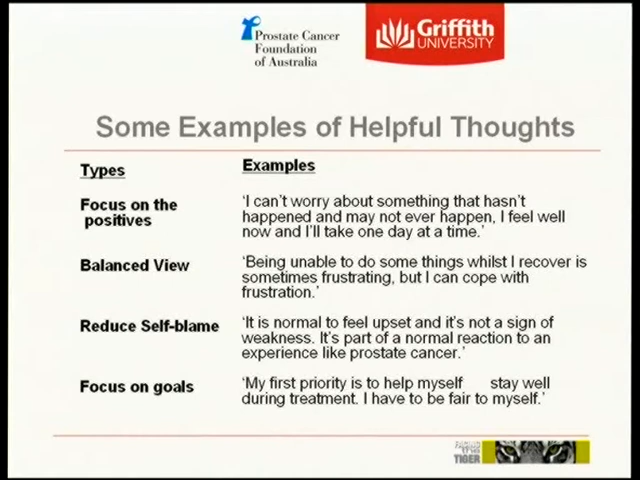 Prostate Cancer
Foundation
of Australia
Griffith
UNIVERSITY
Some Examples of Helpful Thoughts
Types
Examples
Focus on the
positives
‘I can’t worry about something that hasn’t
happened and may not ever happen, I feel well
now and I’ll take one day at a time.’
Balanced View
‘Being unable to do some things whilst I recover is
sometimes frustrating, but I can cope with
frustration.’
Reduce Self-blame
‘It is normal to feel upset and it’s not a sign of
weakness. It’s part of a normal reaction to an
experience like prostate cancer.’
Focus on goals
‘My first priority is to help myself stay well
during treatment. I have to be fair to myself.’
FACING
THE
TIGER